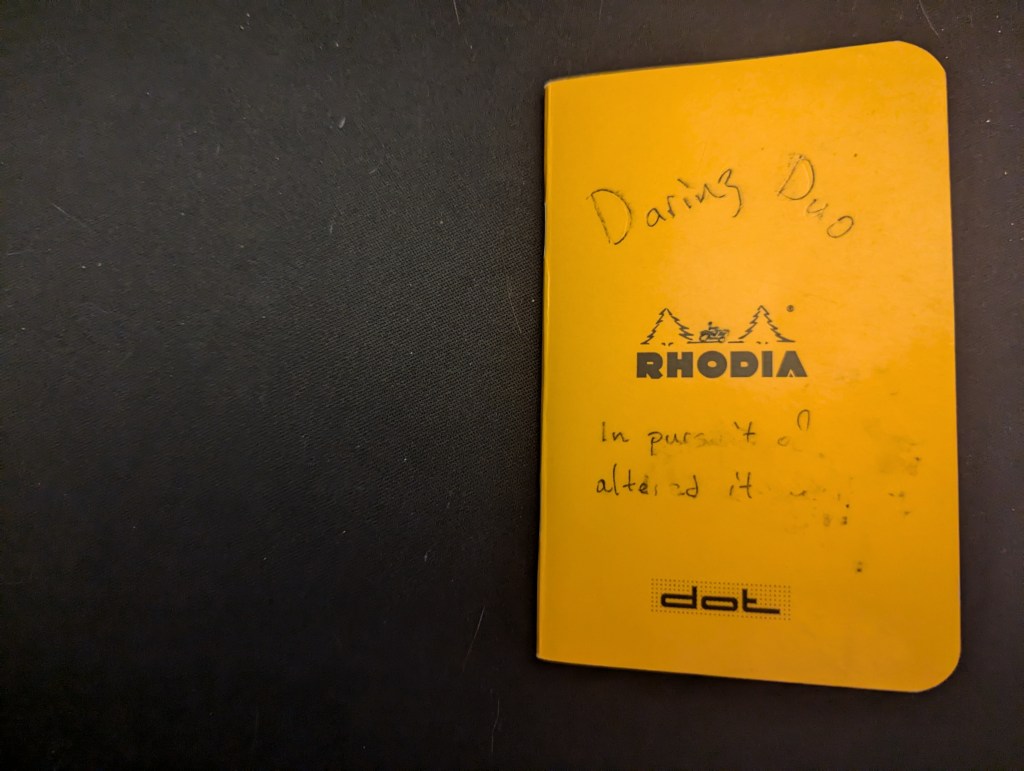 Daring Duo
RHODIA
In pursuit of
altered it
dot